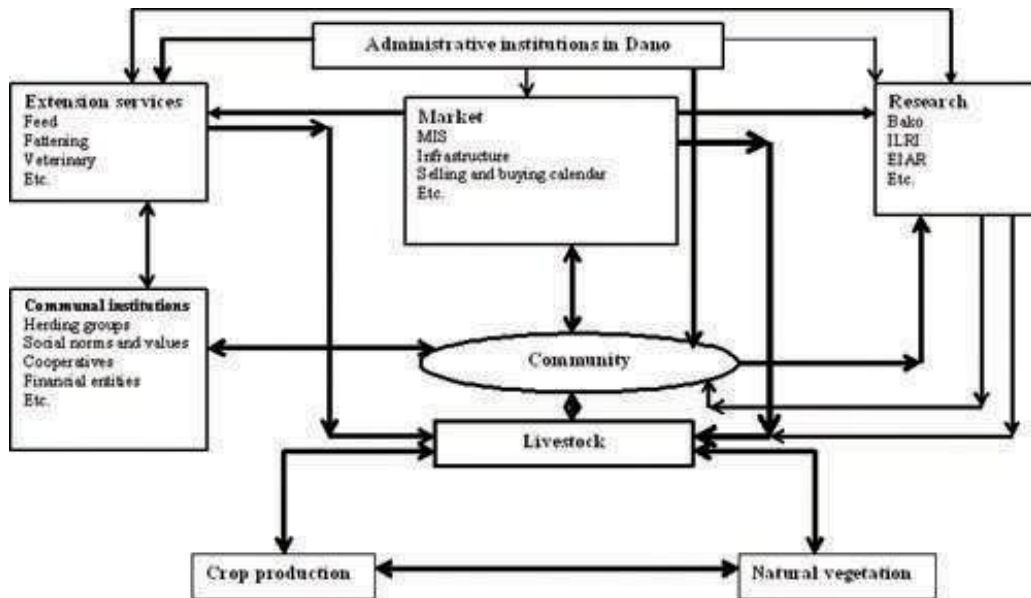 Administrative institutions in Dano
Extension services
Feed
Fattening
Veterinary
Etc.
Market
MIS
Infrastructure
Selling and buying calendar
Etc.
Research
Bako
ILRI
EIAR
Etc.
Communal institutions
Herding groups
Social norms and values
Cooperatives
Financial entities
Etc.
Community
Livestock
Crop production
Natural vegetation